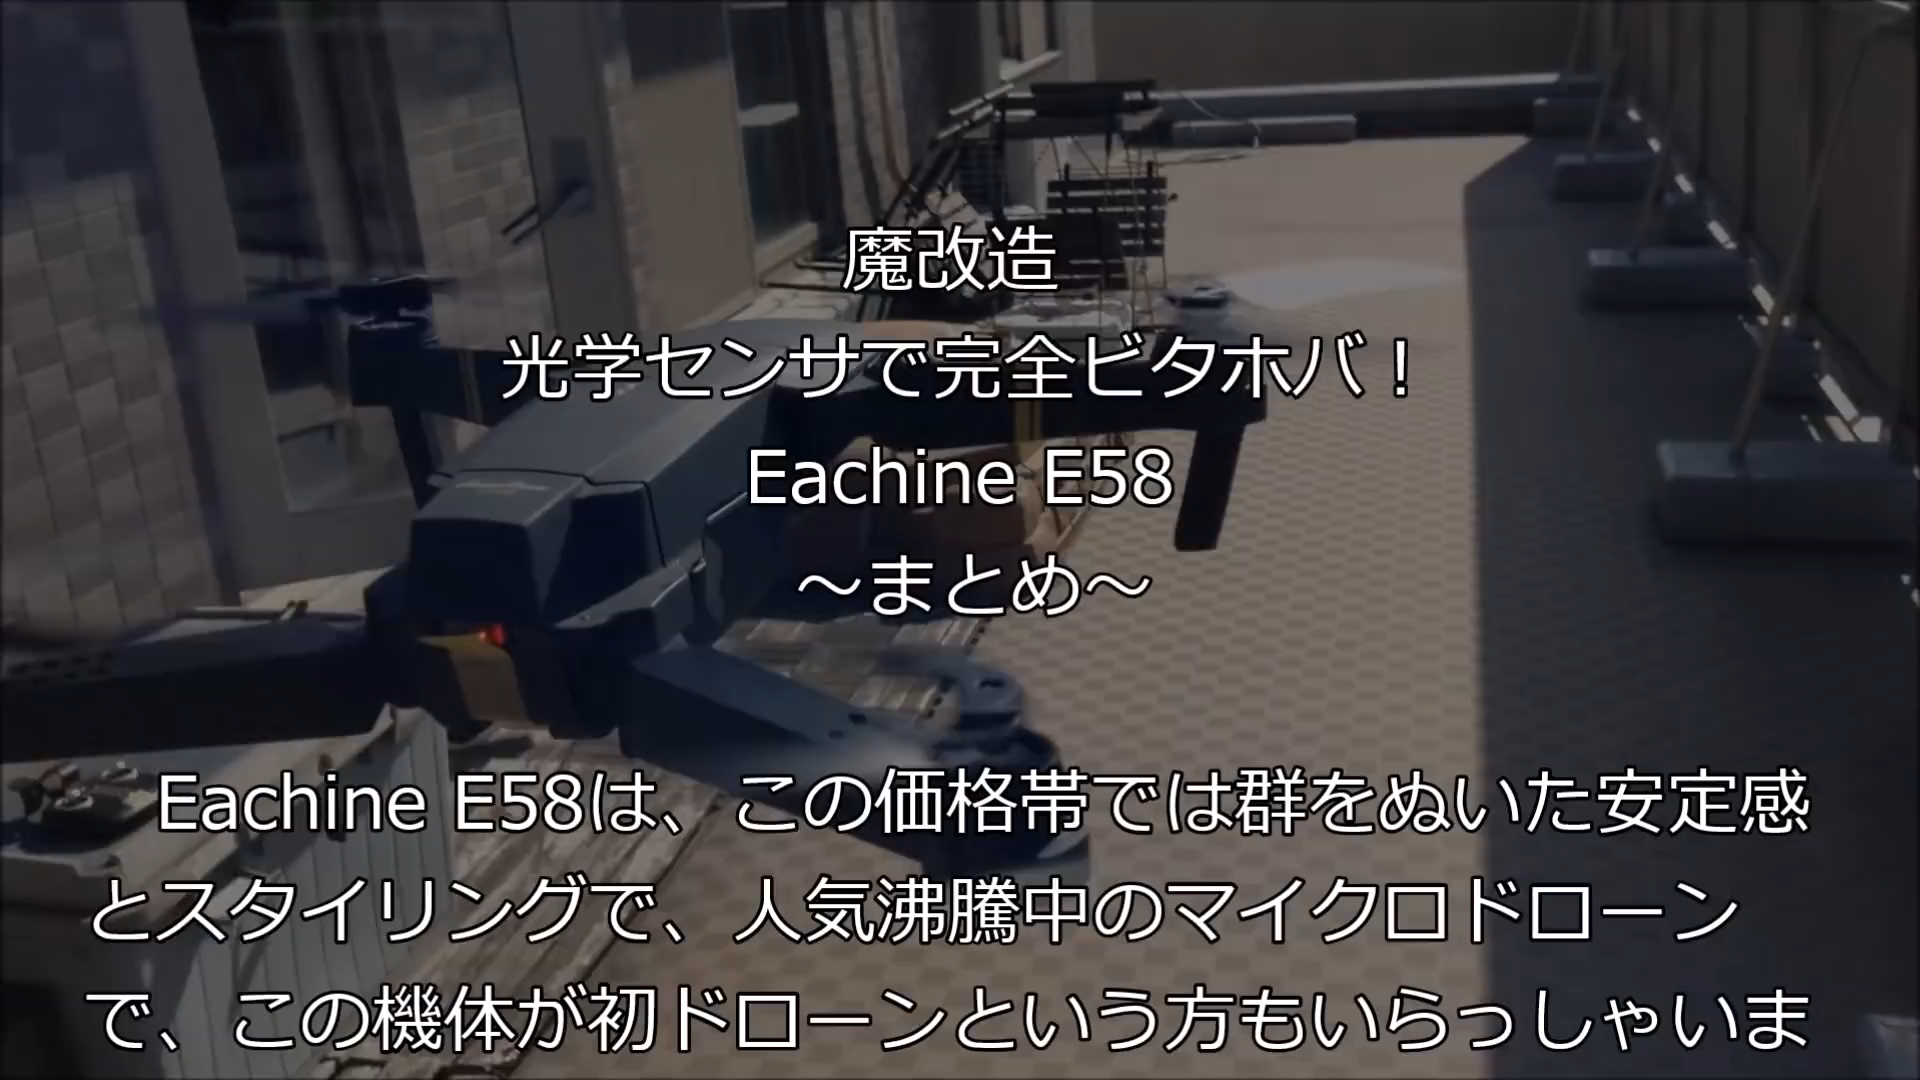 魔改造
光学センサで完全ビタホバ！
Eachine E58
～まとめ～
Eachine E58は、この価格帯では群をぬいた安定感
とスタイリングで、人気沸騰中のマイクロドローン
で、この機体が初ドローンという方もいらっしゃいま